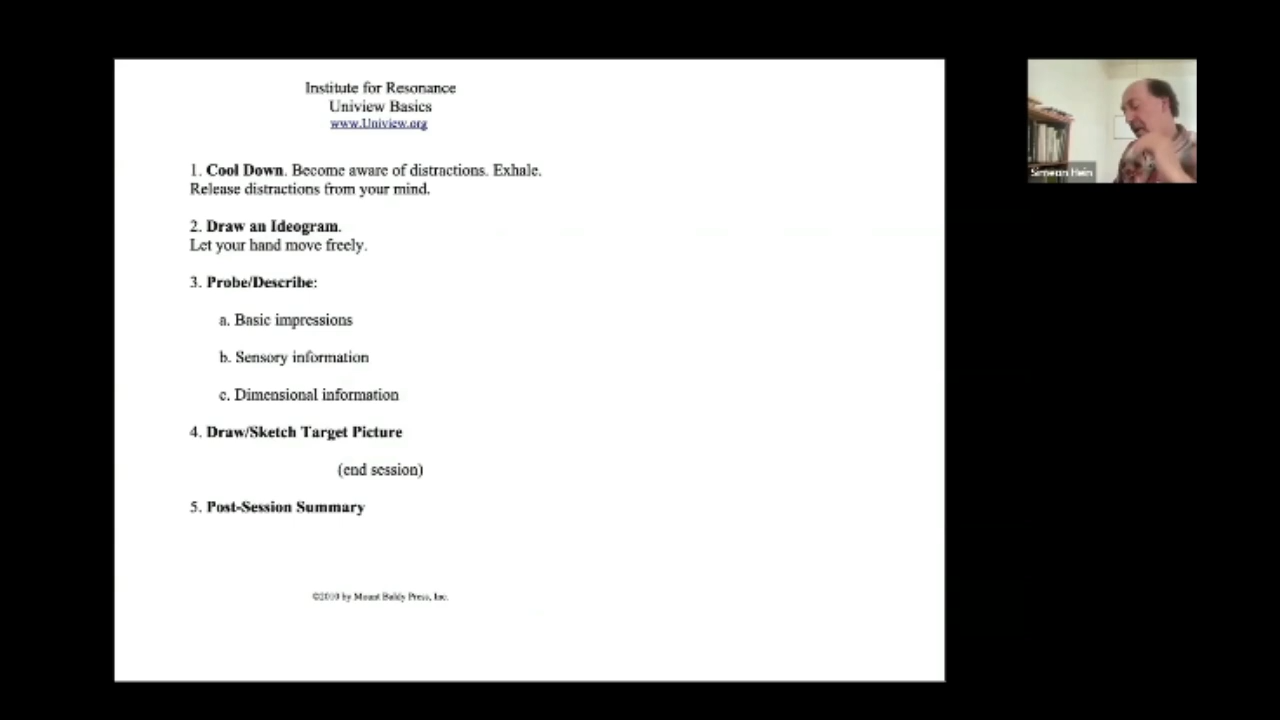 Institute for Resonance
Uniview Basics
www.Uniview.org
1. Cool Down. Become aware of distractions. Exhale.
Release distractions from your mind.
2. Draw an Ideogram.
Let your hand move freely.
3. Probe/Describe:
a. Basic impressions
b. Sensory information
c. Dimensional information
4. Draw/Sketch Target Picture
(end session)
5. Post-Session Summary
©2010 by Mount Baldy Press, Inc.
Simeon Hein